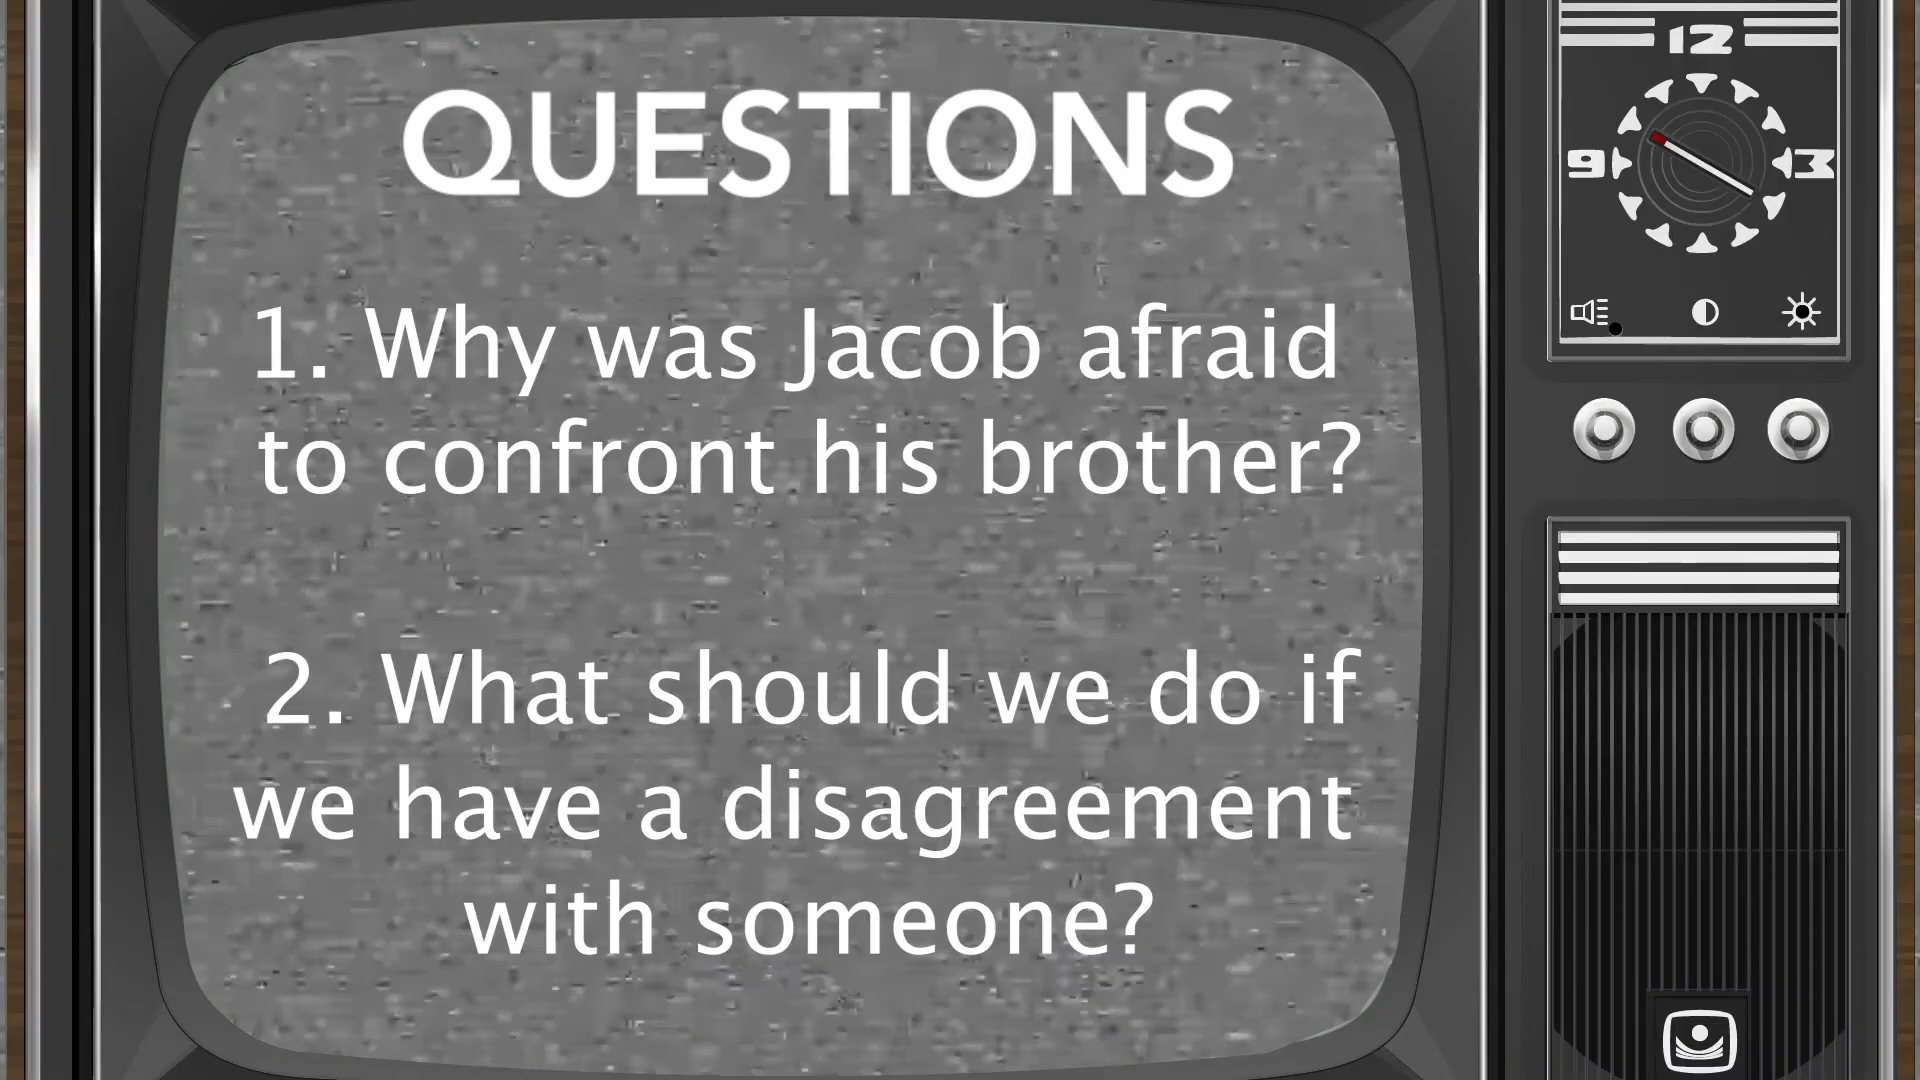 QUESTIONS
1. Why was Jacob afraid
to confront his brother?
2. What should we do if
we have a disagreement
with someone?
12
9
3